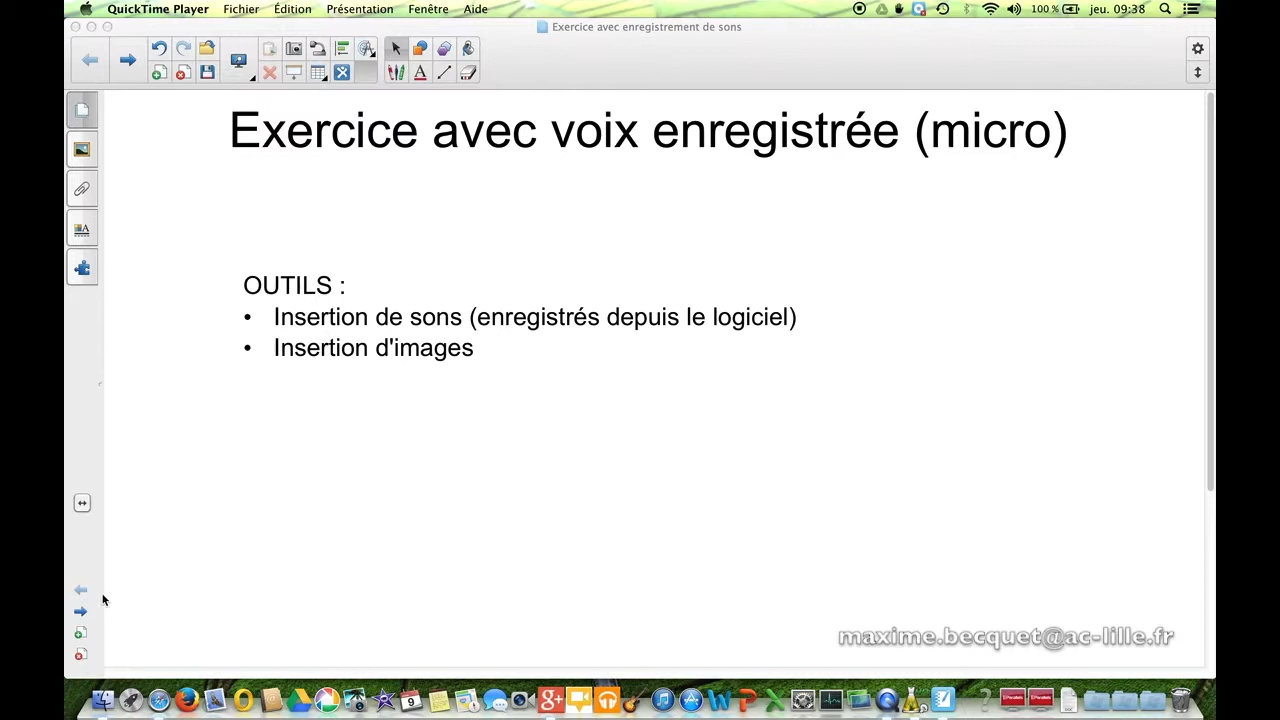 QuickTime Player Fichier Édition Présentation Fenêtre Aide 100 % jeu. 09:38
Exercice avec enregistrement de sons
Exercice avec voix enregistrée (micro)
OUTILS :
• Insertion de sons (enregistrés depuis le logiciel)
• Insertion d'images
maxime.becquet@ac-lille.fr